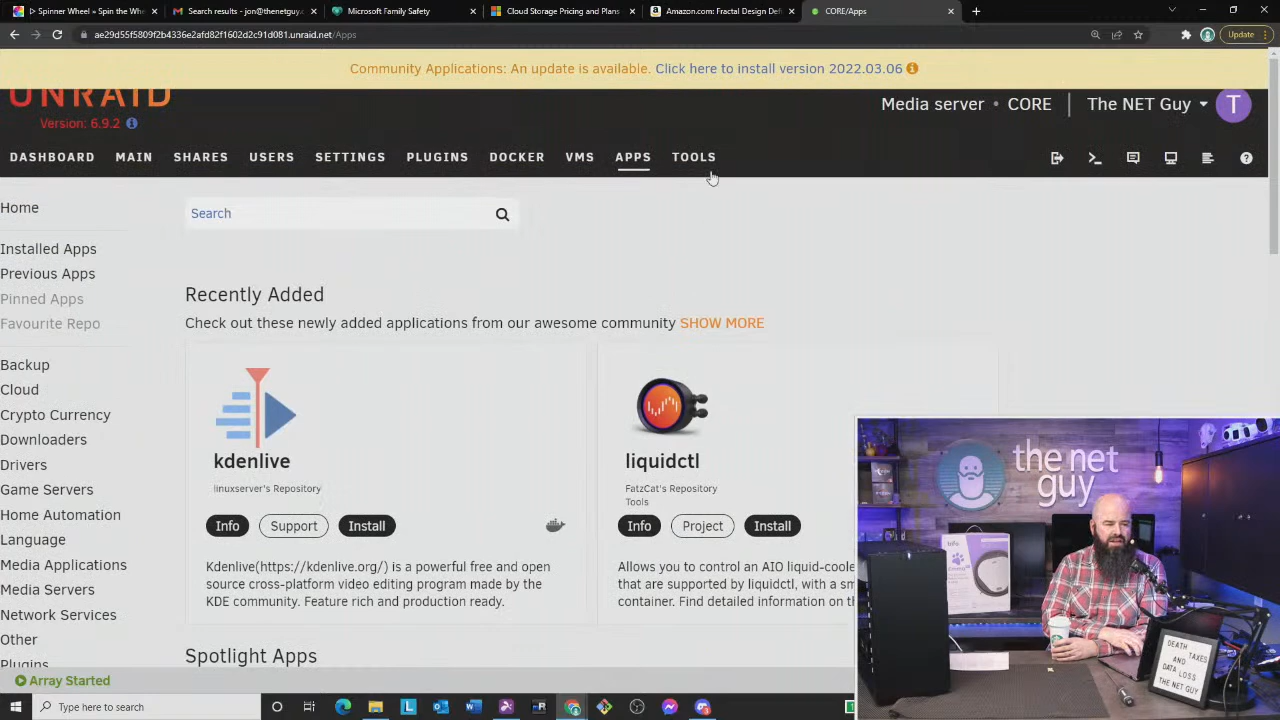 Spinner Wheel » Spin the Whe
Search results - jon@thenetguy.c
Microsoft Family Safety
Cloud Storage Pricing and Plans
Amazon.com: Fractal Design Def
CORE/Apps
ae29d55f5809f2b4336e2afd82f1602d2c91d081.unraid.net/Apps
Update
Community Applications: An update is available. Click here to install version 2022.03.06
UNRAID
Version: 6.9.2
Media server • CORE
The NET Guy
T
DASHBOARD MAIN SHARES USERS SETTINGS PLUGINS DOCKER VMS APPS TOOLS
Home
Search
Installed Apps
Previous Apps
Pinned Apps
Favourite Repo
Backup
Cloud
Crypto Currency
Downloaders
Drivers
Game Servers
Home Automation
Language
Media Applications
Media Servers
Network Services
Other
Plugins
Recently Added
Check out these newly added applications from our awesome community SHOW MORE
kdenlive
linuxserver's Repository
Info Support Install
Kdenlive(https://kdenlive.org/) is a powerful free and open
source cross-platform video editing program made by the
KDE community. Feature rich and production ready.
liquidctl
FatzCat's Repository
Tools
Info Project Install
Allows you to control an AIO liquid-coole
that are supported by liquidctl, with a sm
container. Find detailed information on th
Spotlight Apps
the net
guy
DEATH TAXES
AND
DATA LOSS
THE NET GUY
Array Started
Type here to search